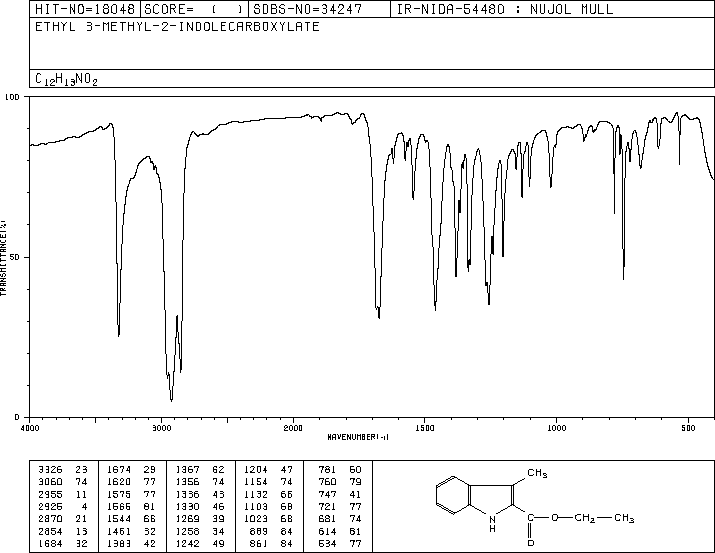 HIT-NO=18048 SCORE= ( ) SDBS-NO=34247 IR-NIDA-54480 : NUJOL MULL
ETHYL 3-METHYL-2-INDOLECARBOXYLATE
C12H13NO2
100
50
0
TRANSMITTANCE(%)
4000 3000 2000 1500 1000 500
WAVENUMBER(-1)
3326 23 1674 29 1367 62 1204 47 781 60
3060 74 1620 77 1356 74 1154 74 760 79
2955 11 1575 77 1336 43 1132 66 747 41
2925 4 1566 81 1330 46 1103 68 721 77
2870 21 1544 66 1269 39 1023 68 681 74
2854 13 1461 32 1258 34 889 84 614 81
1684 32 1383 42 1242 49 861 84 534 77
CH3
N
H
O
O
CH2
CH3